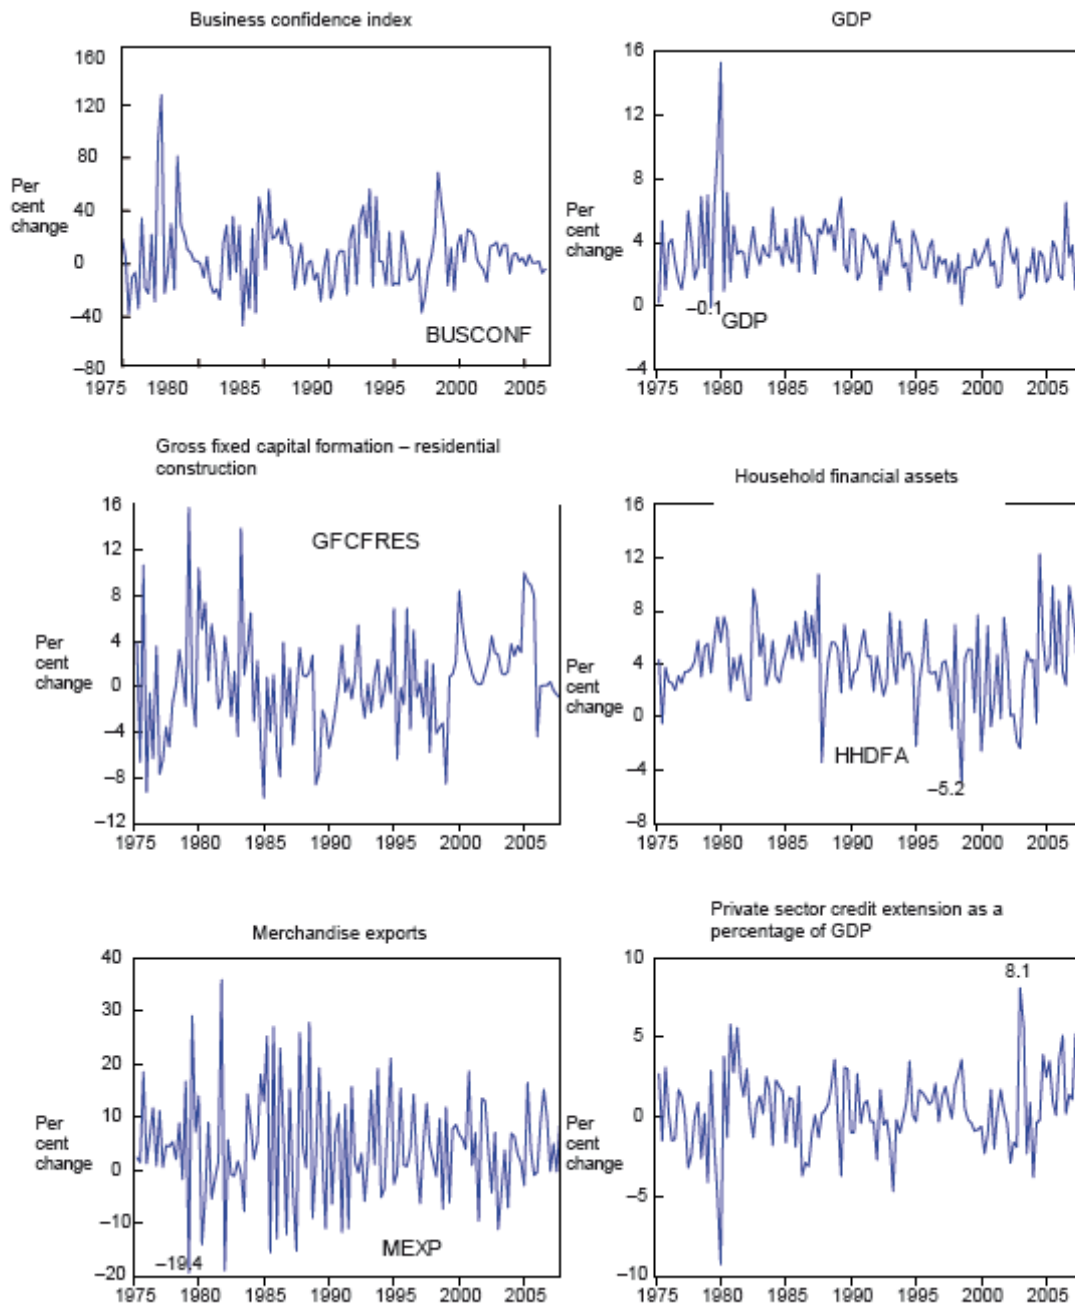 Business confidence index
GDP
160
120
80
40
0
–40
–80
Per
cent
change
BUSCONF
1975 1980 1985 1990 1995 2000 2005
16
12
8
4
0
–4
Per
cent
change
–0.1
GDP
1975 1980 1985 1990 1995 2000 2005
Gross fixed capital formation – residential
construction
Household financial assets
16
12
8
4
0
–4
–8
–12
Per
cent
change
GFCFRES
1975 1980 1985 1990 1995 2000 2005
16
12
8
4
0
–4
–8
Per
cent
change
HHDFA
–5.2
1975 1980 1985 1990 1995 2000 2005
Merchandise exports
Private sector credit extension as a
percentage of GDP
40
30
20
10
0
–10
–20
Per
cent
change
–19.4
MEXP
1975 1980 1985 1990 1995 2000 2005
10
5
0
–5
–10
Per
cent
change
8.1
1975 1980 1985 1990 1995 2000 2005